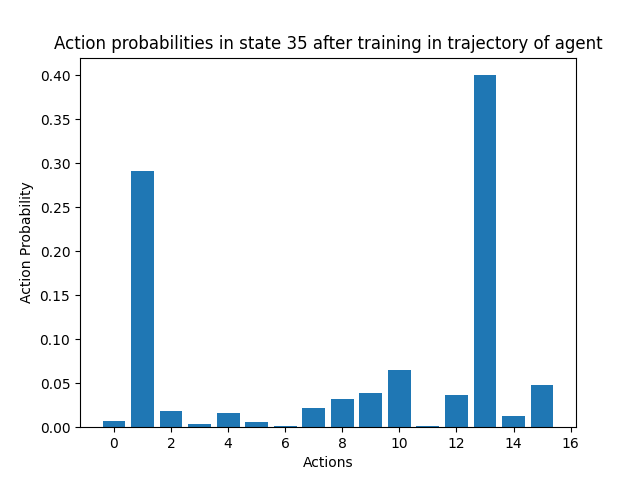 Action probabilities in state 35 after training in trajectory of agent
0.40
0.35
0.30
0.25
0.20
0.15
0.10
0.05
0.00
Action Probability
0 2 4 6 8 10 12 14 16
Actions